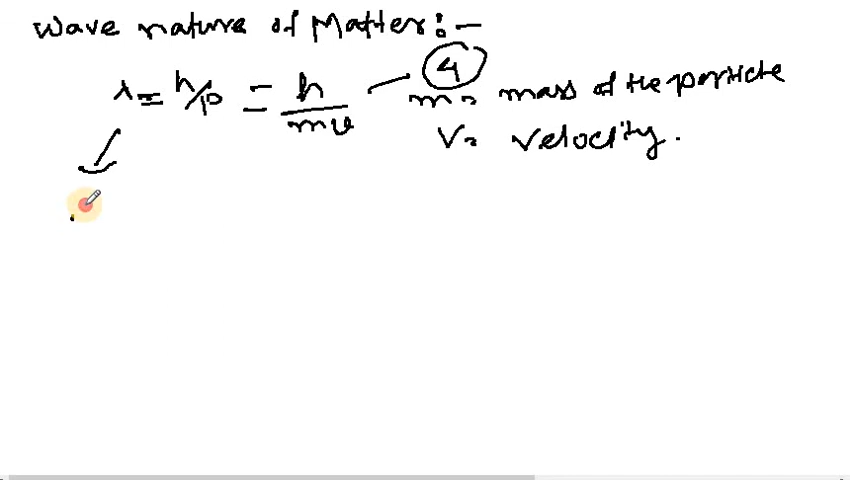 Wave nature of Matter:-
λ = h/p = h/mv - 4
m = mass of the particle
V = velocity.